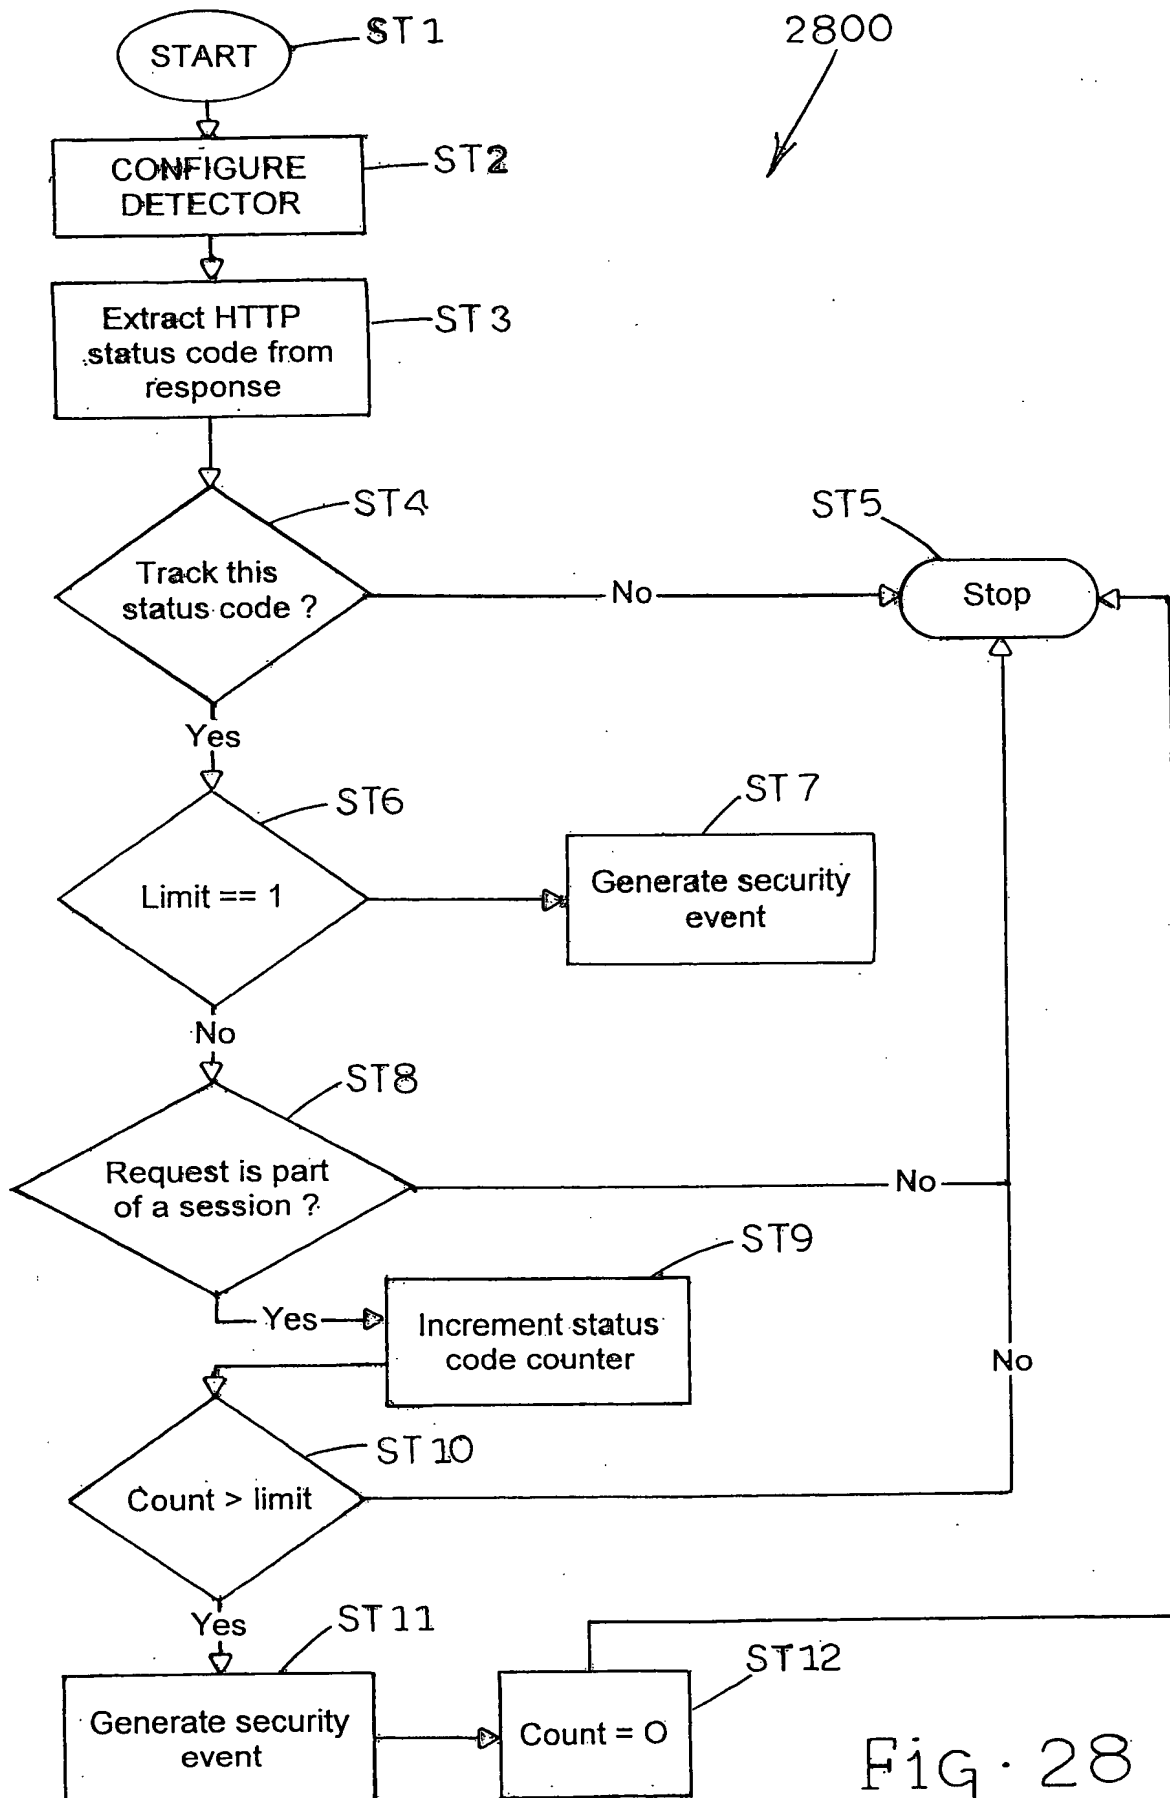 START
ST1
2800
CONFIGURE
DETECTOR
ST2
Extract HTTP
status code from
response
ST3
Track this
status code ?
ST4
No
ST5
Stop
Yes
Limit == 1
ST6
ST7
Generate security
event
No
ST8
Request is part
of a session ?
No
ST9
Yes
Increment status
code counter
No
ST10
Count > limit
Yes
ST11
Generate security
event
ST12
Count = 0
Fig. 28